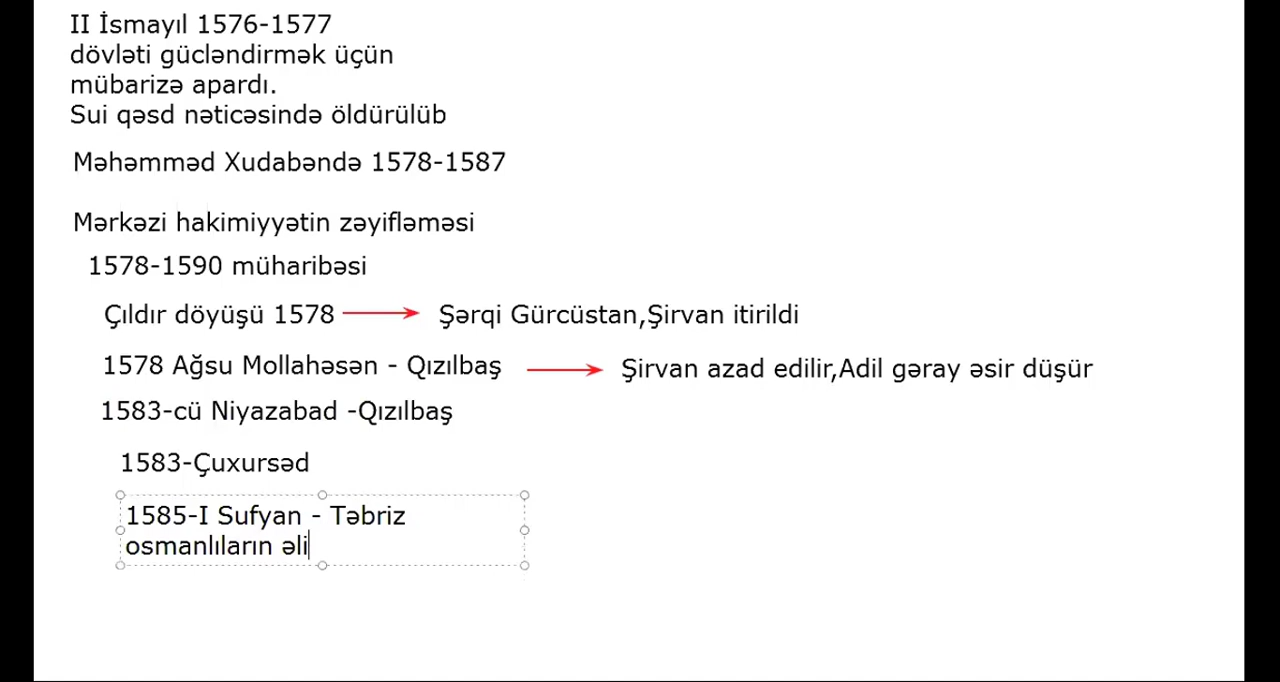 II İsmayıl 1576-1577
dövləti gücləndirmək üçün
mübarizə apardı.
Sui qəsd nəticəsində öldürülüb
Məhəmməd Xudabəndə 1578-1587
Mərkəzi hakimiyyətin zəyifləməsi
1578-1590 müharibəsi
Çıldır döyüşü 1578 Şərqi Gürcüstan,Şirvan itirildi
1578 Ağsu Mollahəsən - Qızılbaş Şirvan azad edilir,Adil gəray əsir düşür
1583-cü Niyazabad -Qızılbaş
1583-Çuxursəd
1585-I Sufyan - Təbriz
osmanlıların əli